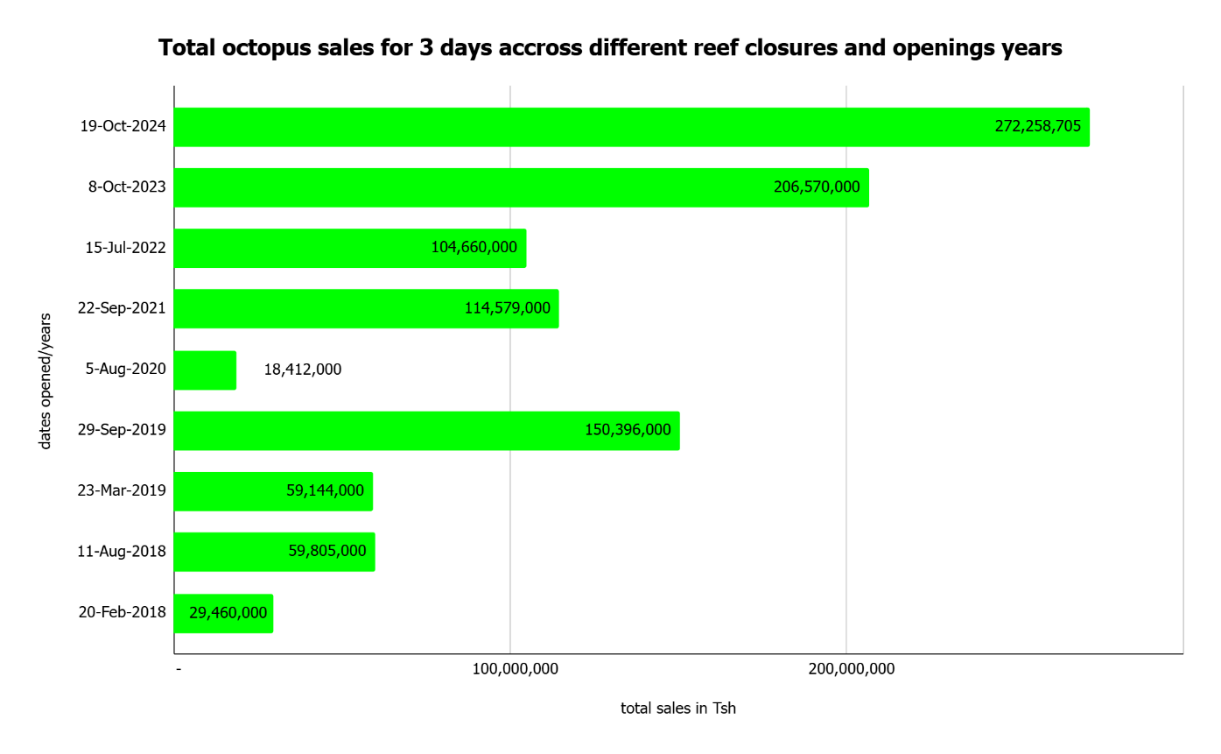 Total octopus sales for 3 days accross different reef closures and openings years
dates opened/years
19-Oct-2024 272,258,705
8-Oct-2023 206,570,000
15-Jul-2022 104,660,000
22-Sep-2021 114,579,000
5-Aug-2020 18,412,000
29-Sep-2019 150,396,000
23-Mar-2019 59,144,000
11-Aug-2018 59,805,000
20-Feb-2018 29,460,000
- 100,000,000 200,000,000
total sales in Tsh